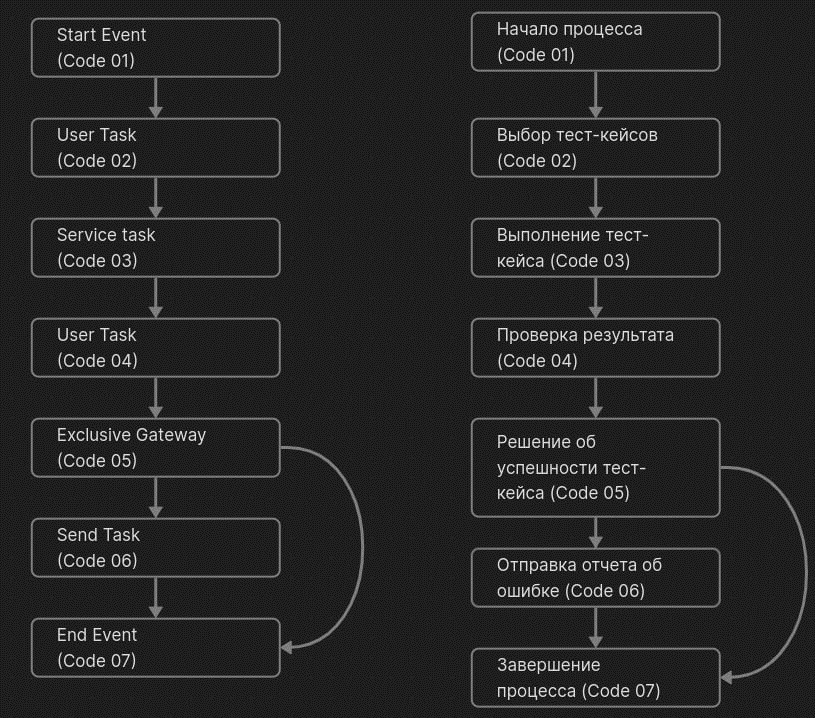 Start Event
(Code 01)
User Task
(Code 02)
Service task
(Code 03)
User Task
(Code 04)
Exclusive Gateway
(Code 05)
Send Task
(Code 06)
End Event
(Code 07)
Начало процесса
(Code 01)
Выбор тест-кейсов
(Code 02)
Выполнение тест-
кейса (Code 03)
Проверка результата
(Code 04)
Решение об
успешности тест-
кейса (Code 05)
Отправка отчета об
ошибке (Code 06)
Завершение
процесса (Code 07)